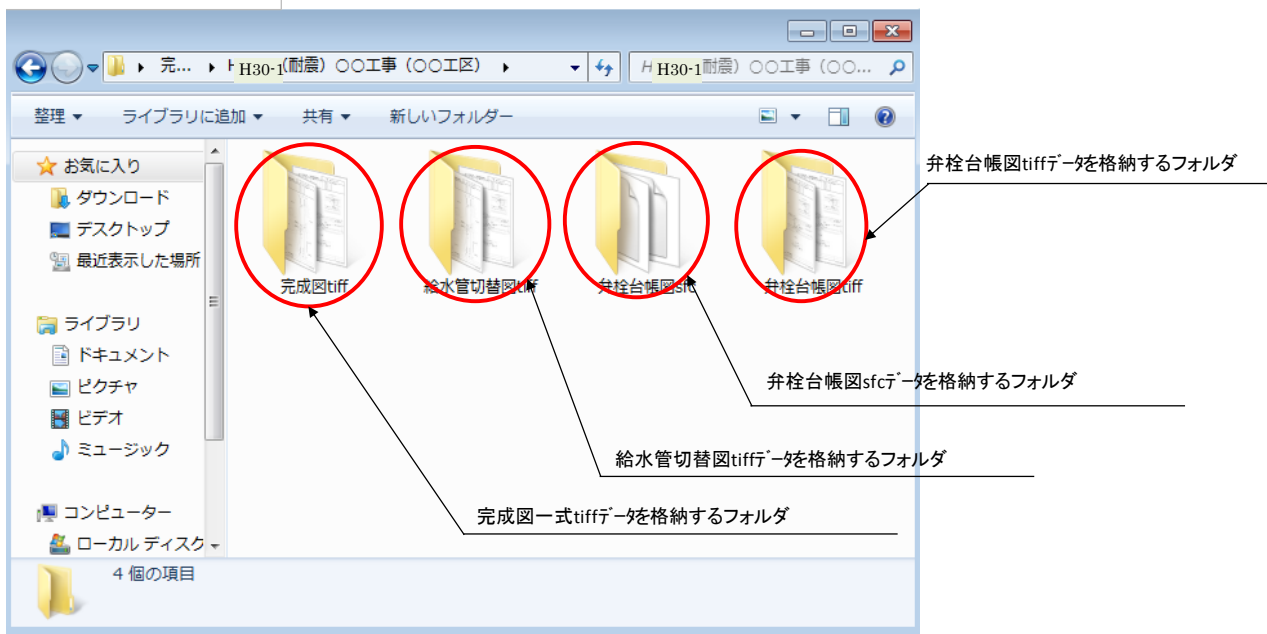 完...
H30-1(耐震) 〇〇工事 (〇〇工区)
H30-1耐震) 〇〇工事 (〇〇...
整理
ライブラリに追加
共有
新しいフォルダー
お気に入り
ダウンロード
デスクトップ
最近表示した場所
ライブラリ
ドキュメント
ピクチャ
ビデオ
ミュージック
コンピューター
ローカル ディスク
完成図tiff
給水管切替図tiff
弁栓台帳図sfc
弁栓台帳図tiff
弁栓台帳図tiffデータを格納するフォルダ
弁栓台帳図sfcデータを格納するフォルダ
給水管切替図tiffデータを格納するフォルダ
完成図一式tiffデータを格納するフォルダ
4 個の項目